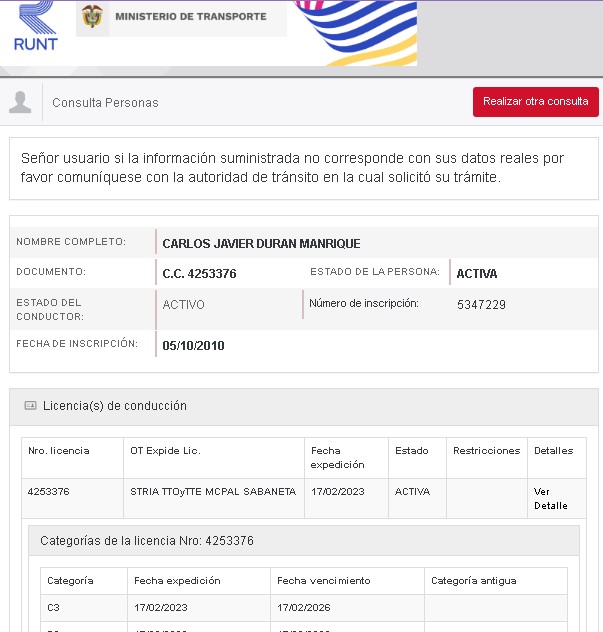 RUNT
MINISTERIO DE TRANSPORTE
Consulta Personas
Realizar otra consulta
Señor usuario si la información suministrada no corresponde con sus datos reales por
favor comuníquese con la autoridad de tránsito en la cual solicitó su trámite.
NOMBRE COMPLETO: CARLOS JAVIER DURAN MANRIQUE
DOCUMENTO: C.C. 4253376 ESTADO DE LA PERSONA: ACTIVA
ESTADO DEL CONDUCTOR: ACTIVO Número de inscripción: 5347229
FECHA DE INSCRIPCIÓN: 05/10/2010
Licencia(s) de conducción
Nro. licencia OT Expide Lic. Fecha expedición Estado Restricciones Detalles
4253376 STRIA TTOyTTE MCPAL SABANETA 17/02/2023 ACTIVA Ver Detalle
Categorías de la licencia Nro: 4253376
Categoría Fecha expedición Fecha vencimiento Categoría antigua
C3 17/02/2023 17/02/2026